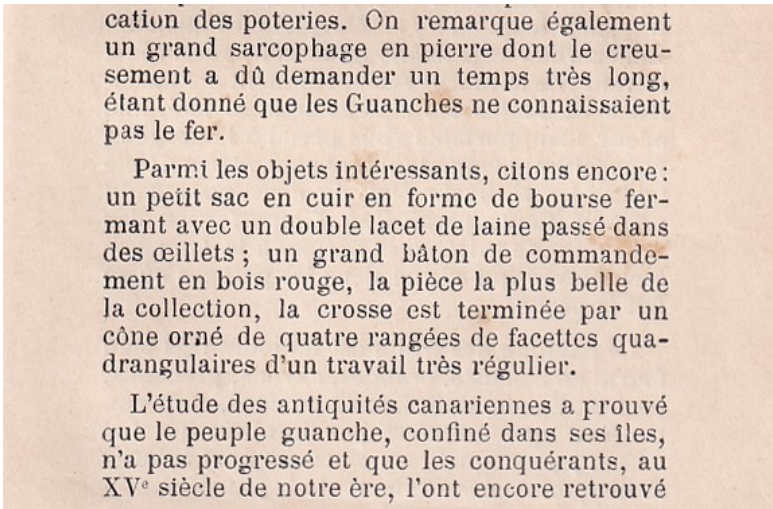 cation des poteries. On remarque également
un grand sarcophage en pierre dont le creu-
sement a dû demander un temps très long,
étant donné que les Guanches ne connaissaient
pas le fer.
Parmi les objets intéressants, citons encore :
un petit sac en cuir en forme de bourse fer-
mant avec un double lacet de laine passé dans
des œillets ; un grand bâton de commande-
ment en bois rouge, la pièce la plus belle de
la collection, la crosse est terminée par un
cône orné de quatre rangées de facettes qua-
drangulaires d'un travail très régulier.
L'étude des antiquités canariennes a prouvé
que le peuple guanche, confiné dans ses îles,
n'a pas progressé et que les conquérants, au
XVe siècle de notre ère, l'ont encore retrouvé